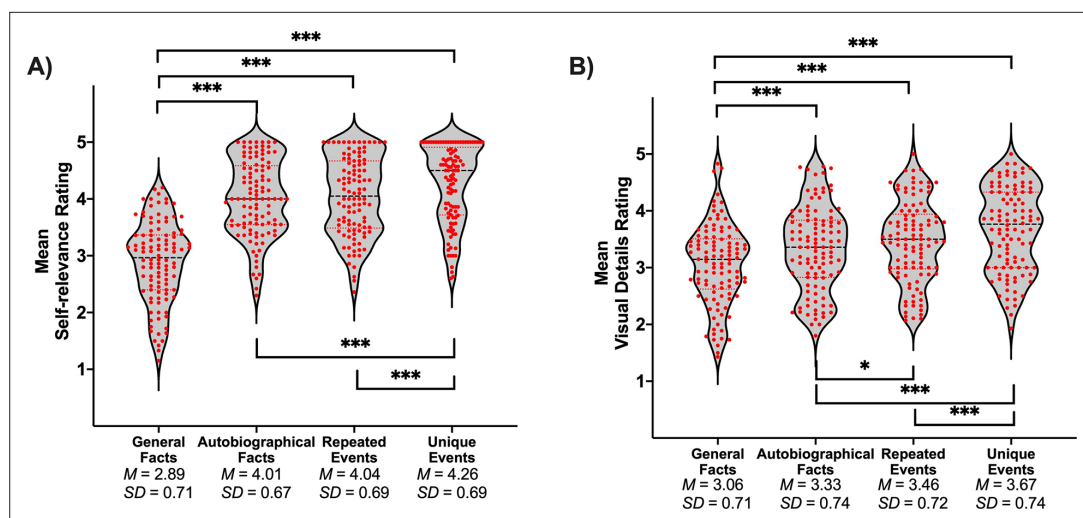 A)
***
***
***
Mean
Self-relevance Rating
5
4
3
2
1
***
***
General
Facts
M = 2.89
SD = 0.71
Autobiographical
Facts
M = 4.01
SD = 0.67
Repeated
Events
M = 4.04
SD = 0.69
Unique
Events
M = 4.26
SD = 0.69
B)
***
***
***
Mean
Visual Details Rating
5
4
3
2
1
*
***
***
General
Facts
M = 3.06
SD = 0.71
Autobiographical
Facts
M = 3.33
SD = 0.74
Repeated
Events
M = 3.46
SD = 0.72
Unique
Events
M = 3.67
SD = 0.74